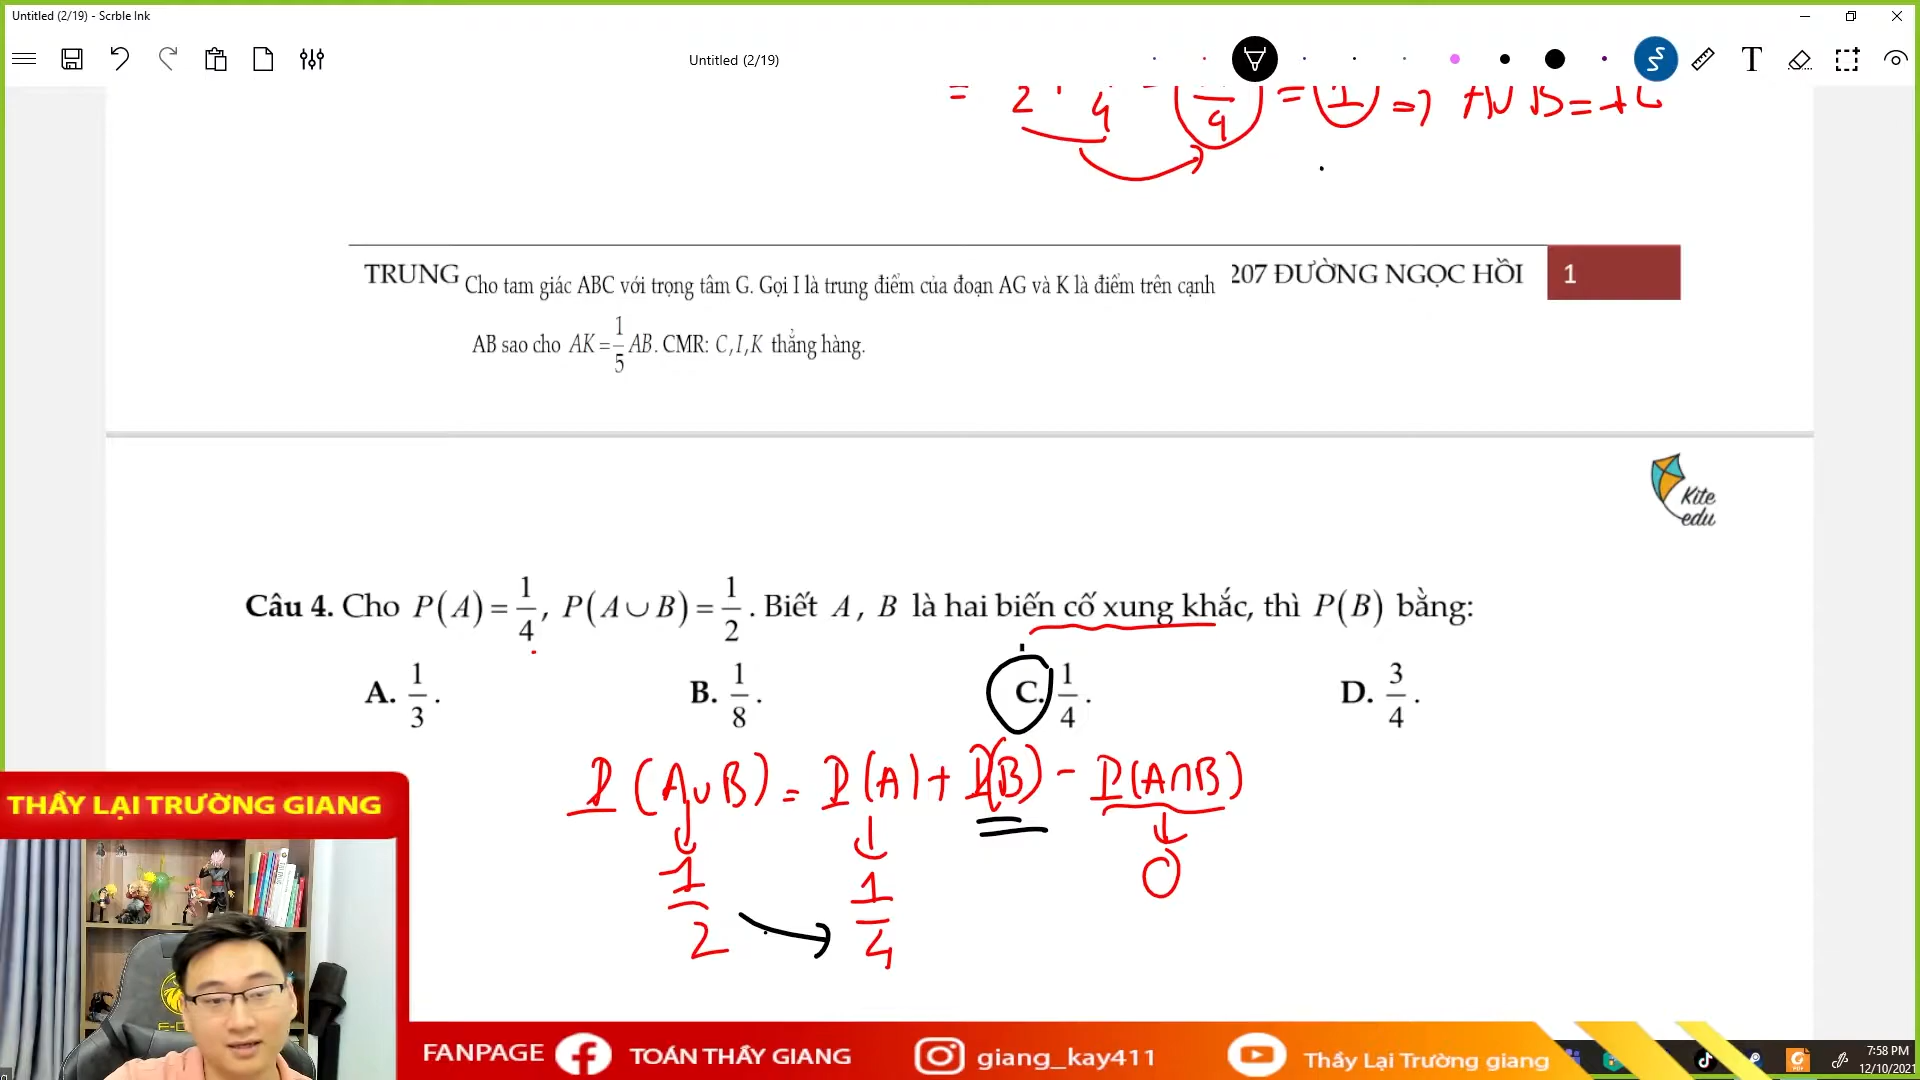 Untitled (2/19) - Scrble Ink
Untitled (2/19)
TRUNG
207 ĐƯỜNG NGỌC HỒI
1
Cho tam giác ABC với trọng tâm G. Gọi I là trung điểm của đoạn AG và K là điểm trên cạnh
AB sao cho AK = 1/5 AB. CMR: C, I, K thẳng hàng.
Kite
edu
Câu 4. Cho P(A) = 1/4, P(A ∪ B) = 1/2. Biết A, B là hai biến cố xung khắc, thì P(B) bằng:
A. 1/3. B. 1/8. C. 1/4. D. 3/4.
P(A∪B) = P(A) + P(B) - P(A∩B)
1/2 1/4 0
THẦY LẠI TRƯỜNG GIANG
FANPAGE TOÁN THẦY GIANG giang_kay411 Thầy Lại Trường giang
7:58 PM
12/10/2021